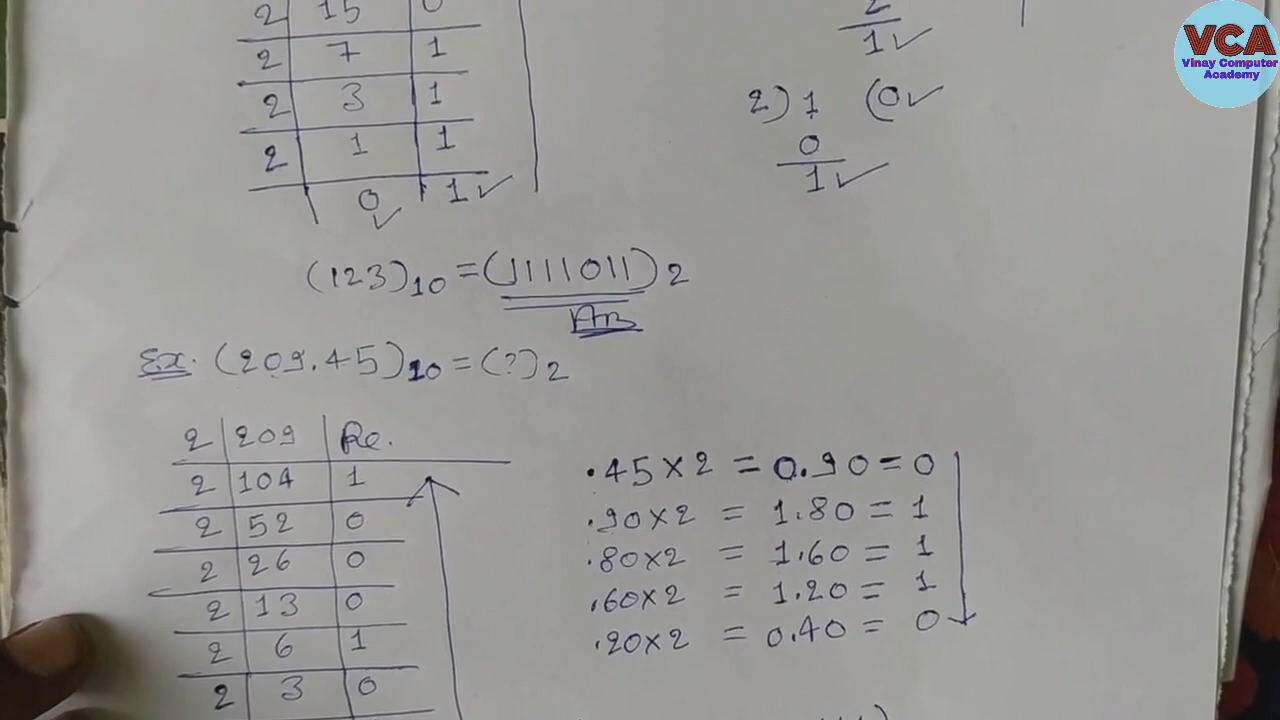 2 15 0
2 7 1
2 3 1
2 1 1
0 1✓
✓
2
1✓
2) 1 (0✓
0
1✓
(123)10 = (1111011)2
Ans
Ex. (209.45)10 = (?)2
2 209 Re.
2 104 1
2 52 0
2 26 0
2 13 0
2 6 1
2 3 0
.45×2 = 0.90 = 0
.90×2 = 1.80 = 1
.80×2 = 1.60 = 1
.60×2 = 1.20 = 1
.20×2 = 0.40 = 0
VCA
Vinay Computer
Academy